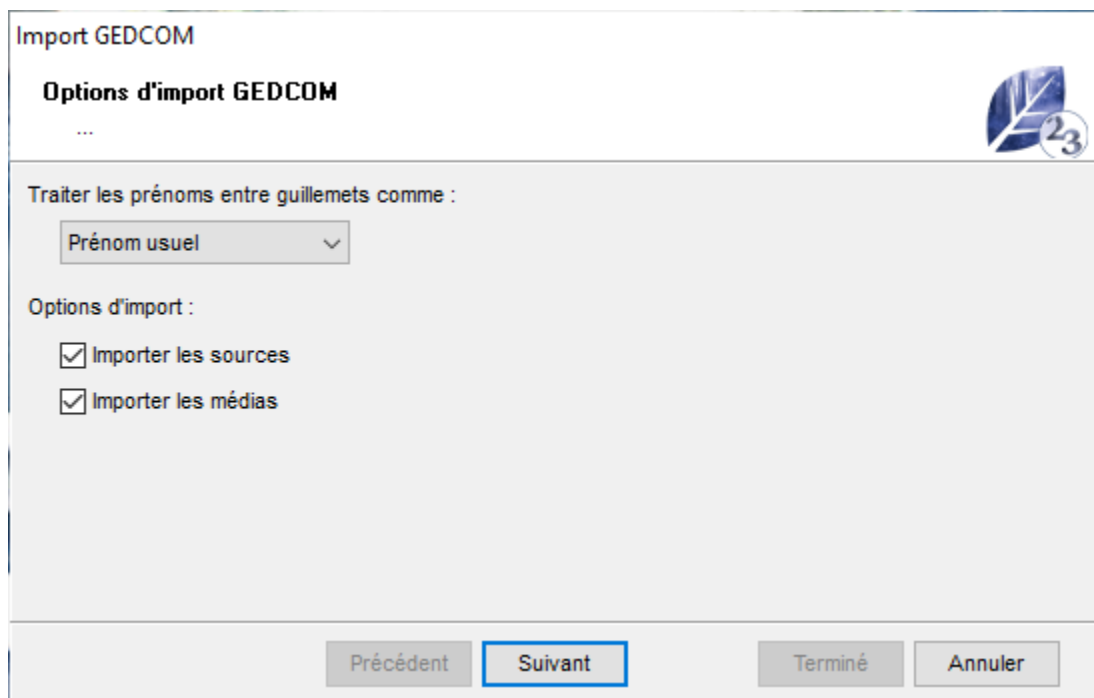 Import GEDCOM
Options d'import GEDCOM
...
23
Traiter les prénoms entre guillemets comme :
Prénom usuel
Options d'import :
Importer les sources
Importer les médias
Précédent Suivant Terminé Annuler